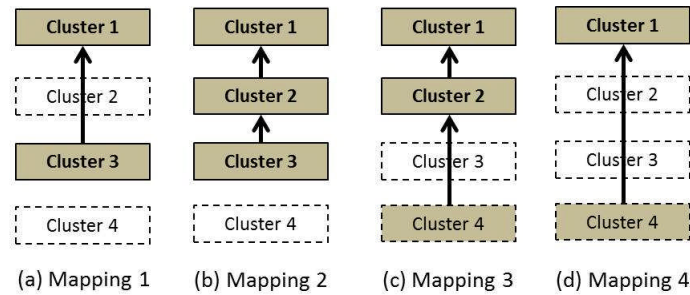 Cluster 1
Cluster 2
Cluster 3
Cluster 4
(a) Mapping 1
Cluster 1
Cluster 2
Cluster 3
Cluster 4
(b) Mapping 2
Cluster 1
Cluster 2
Cluster 3
Cluster 4
(c) Mapping 3
Cluster 1
Cluster 2
Cluster 3
Cluster 4
(d) Mapping 4